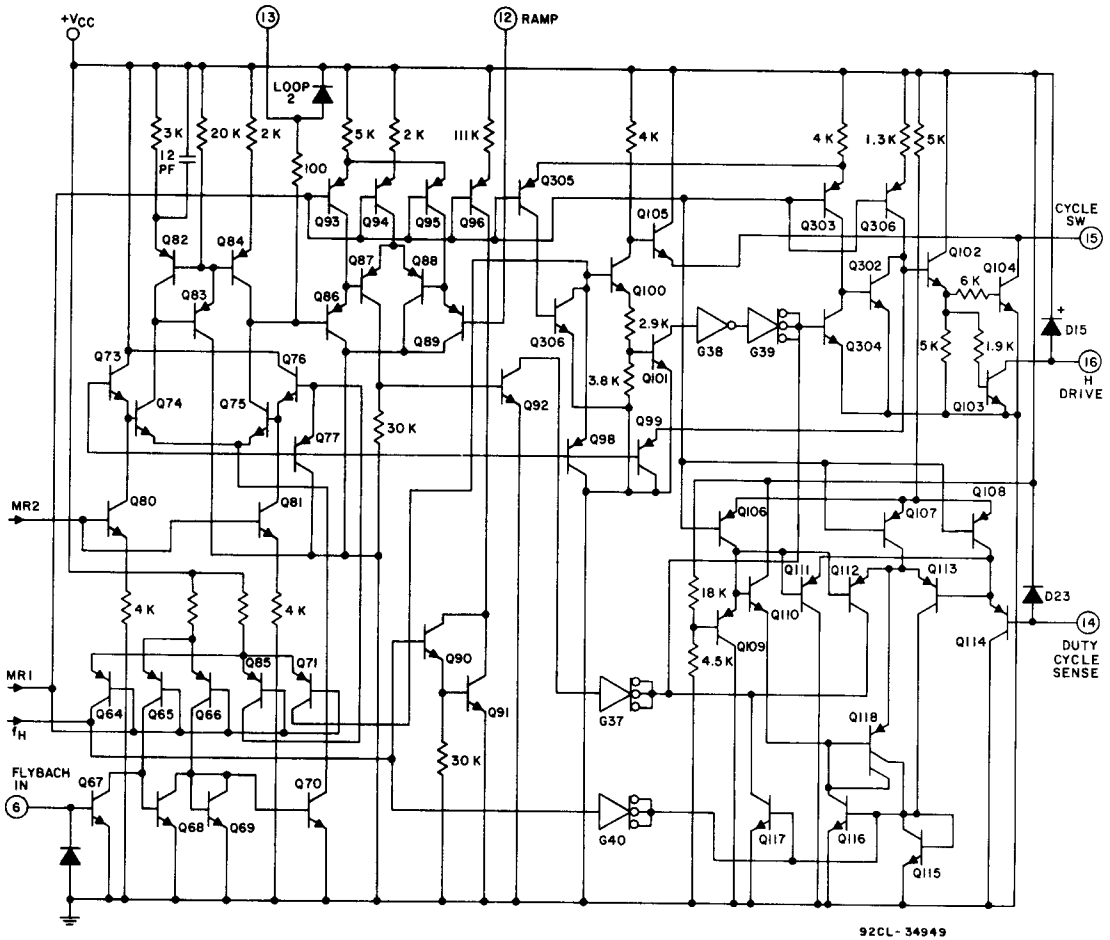 +VCC
13
12 RAMP
LOOP
2
3K
20K
2K
12
PF
100
5K
2K
111K
4K
4K
1.3K
5K
Q305
Q93
Q94
Q95
Q96
Q105
Q303
Q306
CYCLE
SW
15
Q82
Q84
Q87
Q88
Q302
Q102
Q104
6K
Q83
Q86
Q100
2.9K
G38
G39
D15
Q89
Q306
Q304
5K
1.9K
16
H
DRIVE
Q73
Q76
3.8K
Q101
Q103
Q74
Q75
Q92
Q77
30K
Q98
Q99
MR2
Q80
Q81
Q106
Q107
Q108
Q111
Q112
Q113
18K
Q110
D23
4K
4K
Q109
4.5K
Q114
14
DUTY
CYCLE
SENSE
Q85
Q71
Q90
MR1
Q64
Q65
Q66
Q91
G37
fH
Q118
FLYBACH
IN
6
Q67
Q70
30K
Q68
Q69
G40
Q117
Q116
Q115
92CL-34949